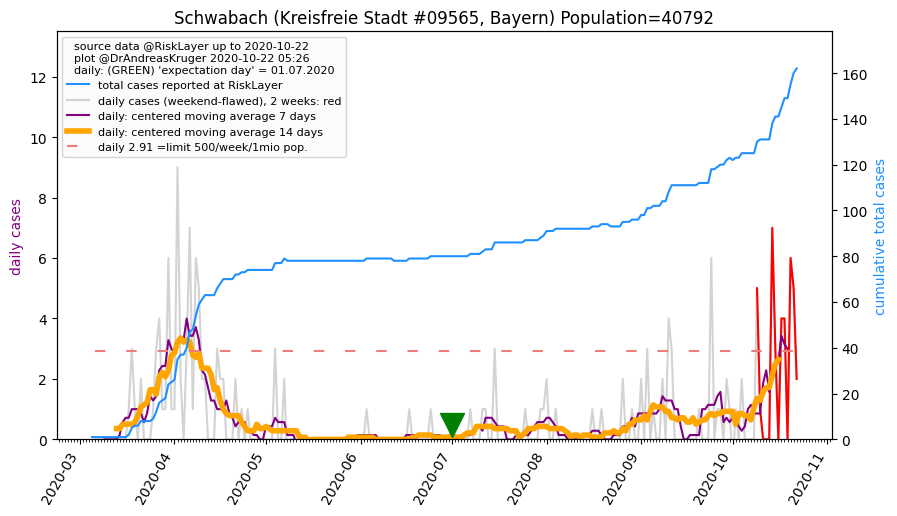 Schwabach (Kreisfreie Stadt #09565, Bayern) Population=40792
source data @RiskLayer up to 2020-10-22
plot @DrAndreasKruger 2020-10-22 05:26
daily: (GREEN) 'expectation day' = 01.07.2020
total cases reported at RiskLayer
daily cases (weekend-flawed), 2 weeks: red
daily: centered moving average 7 days
daily: centered moving average 14 days
daily 2.91 =limit 500/week/1mio pop.
daily cases
12
10
8
6
4
2
0
160
140
120
100
80
60
40
20
0
cumulative total cases
2020-03
2020-04
2020-05
2020-06
2020-07
2020-08
2020-09
2020-10
2020-11